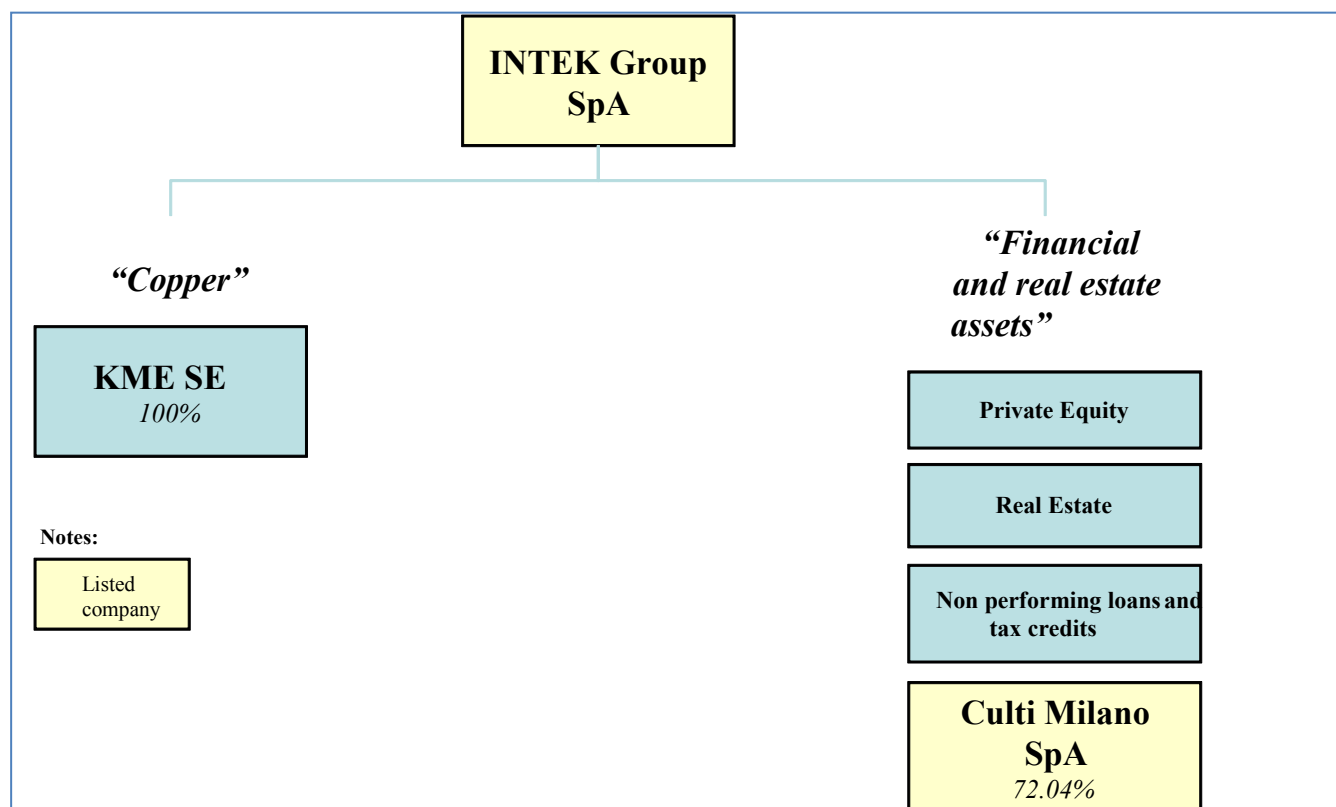 INTEK Group
SpA
“Copper”
KME SE
100%
Notes:
Listed
company
“Financial
and real estate
assets”
Private Equity
Real Estate
Non performing loans and
tax credits
Culti Milano
SpA
72.04%